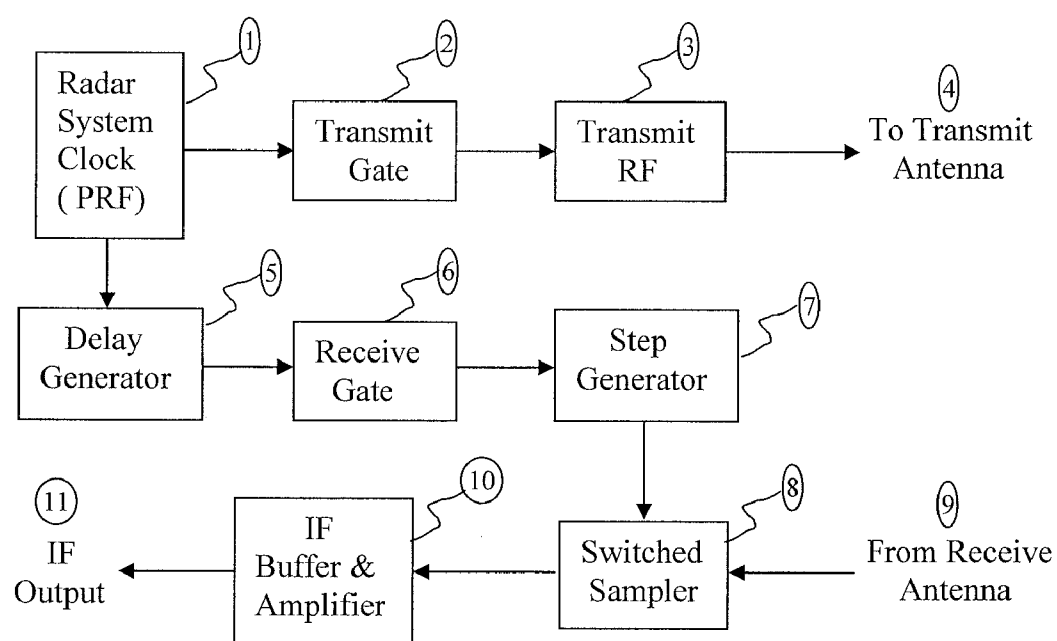 1
Radar
System
Clock
( PRF)
2
Transmit
Gate
3
Transmit
RF
4
To Transmit
Antenna
5
Delay
Generator
6
Receive
Gate
7
Step
Generator
8
Switched
Sampler
9
From Receive
Antenna
10
IF
Buffer &
Amplifier
11
IF
Output